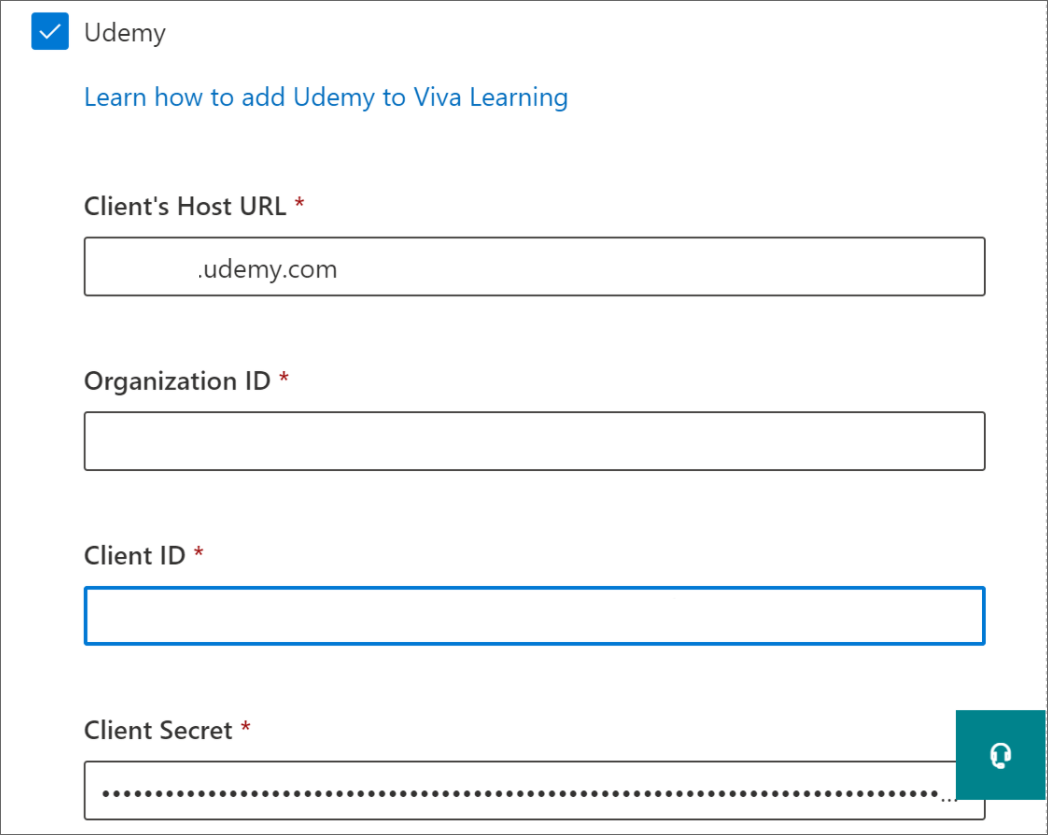 Udemy
Learn how to add Udemy to Viva Learning
Client's Host URL *
.udemy.com
Organization ID *
Client ID *
Client Secret *
••••••••••••••••••••••••••••••••••••••••••••••••••••••••••••••••••••••••••••••••...